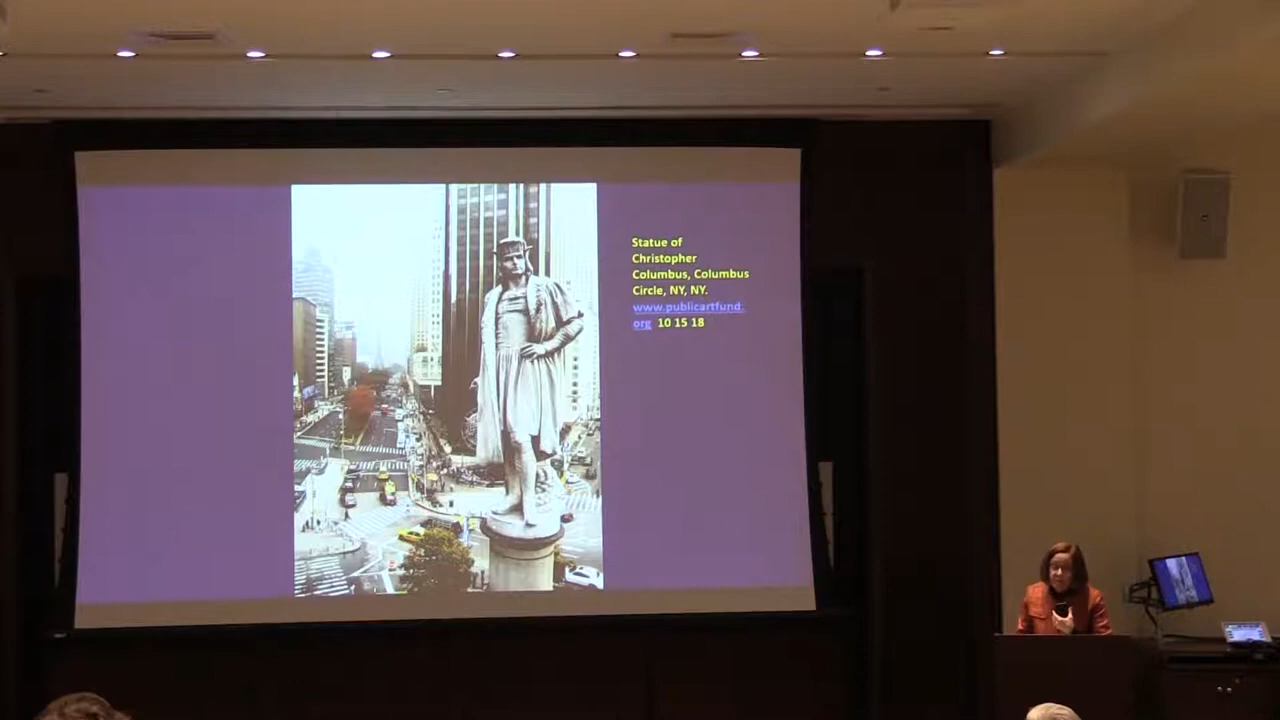 Statue of
Christopher
Columbus, Columbus
Circle, NY, NY.
www.publicartfund.
org 10 15 18